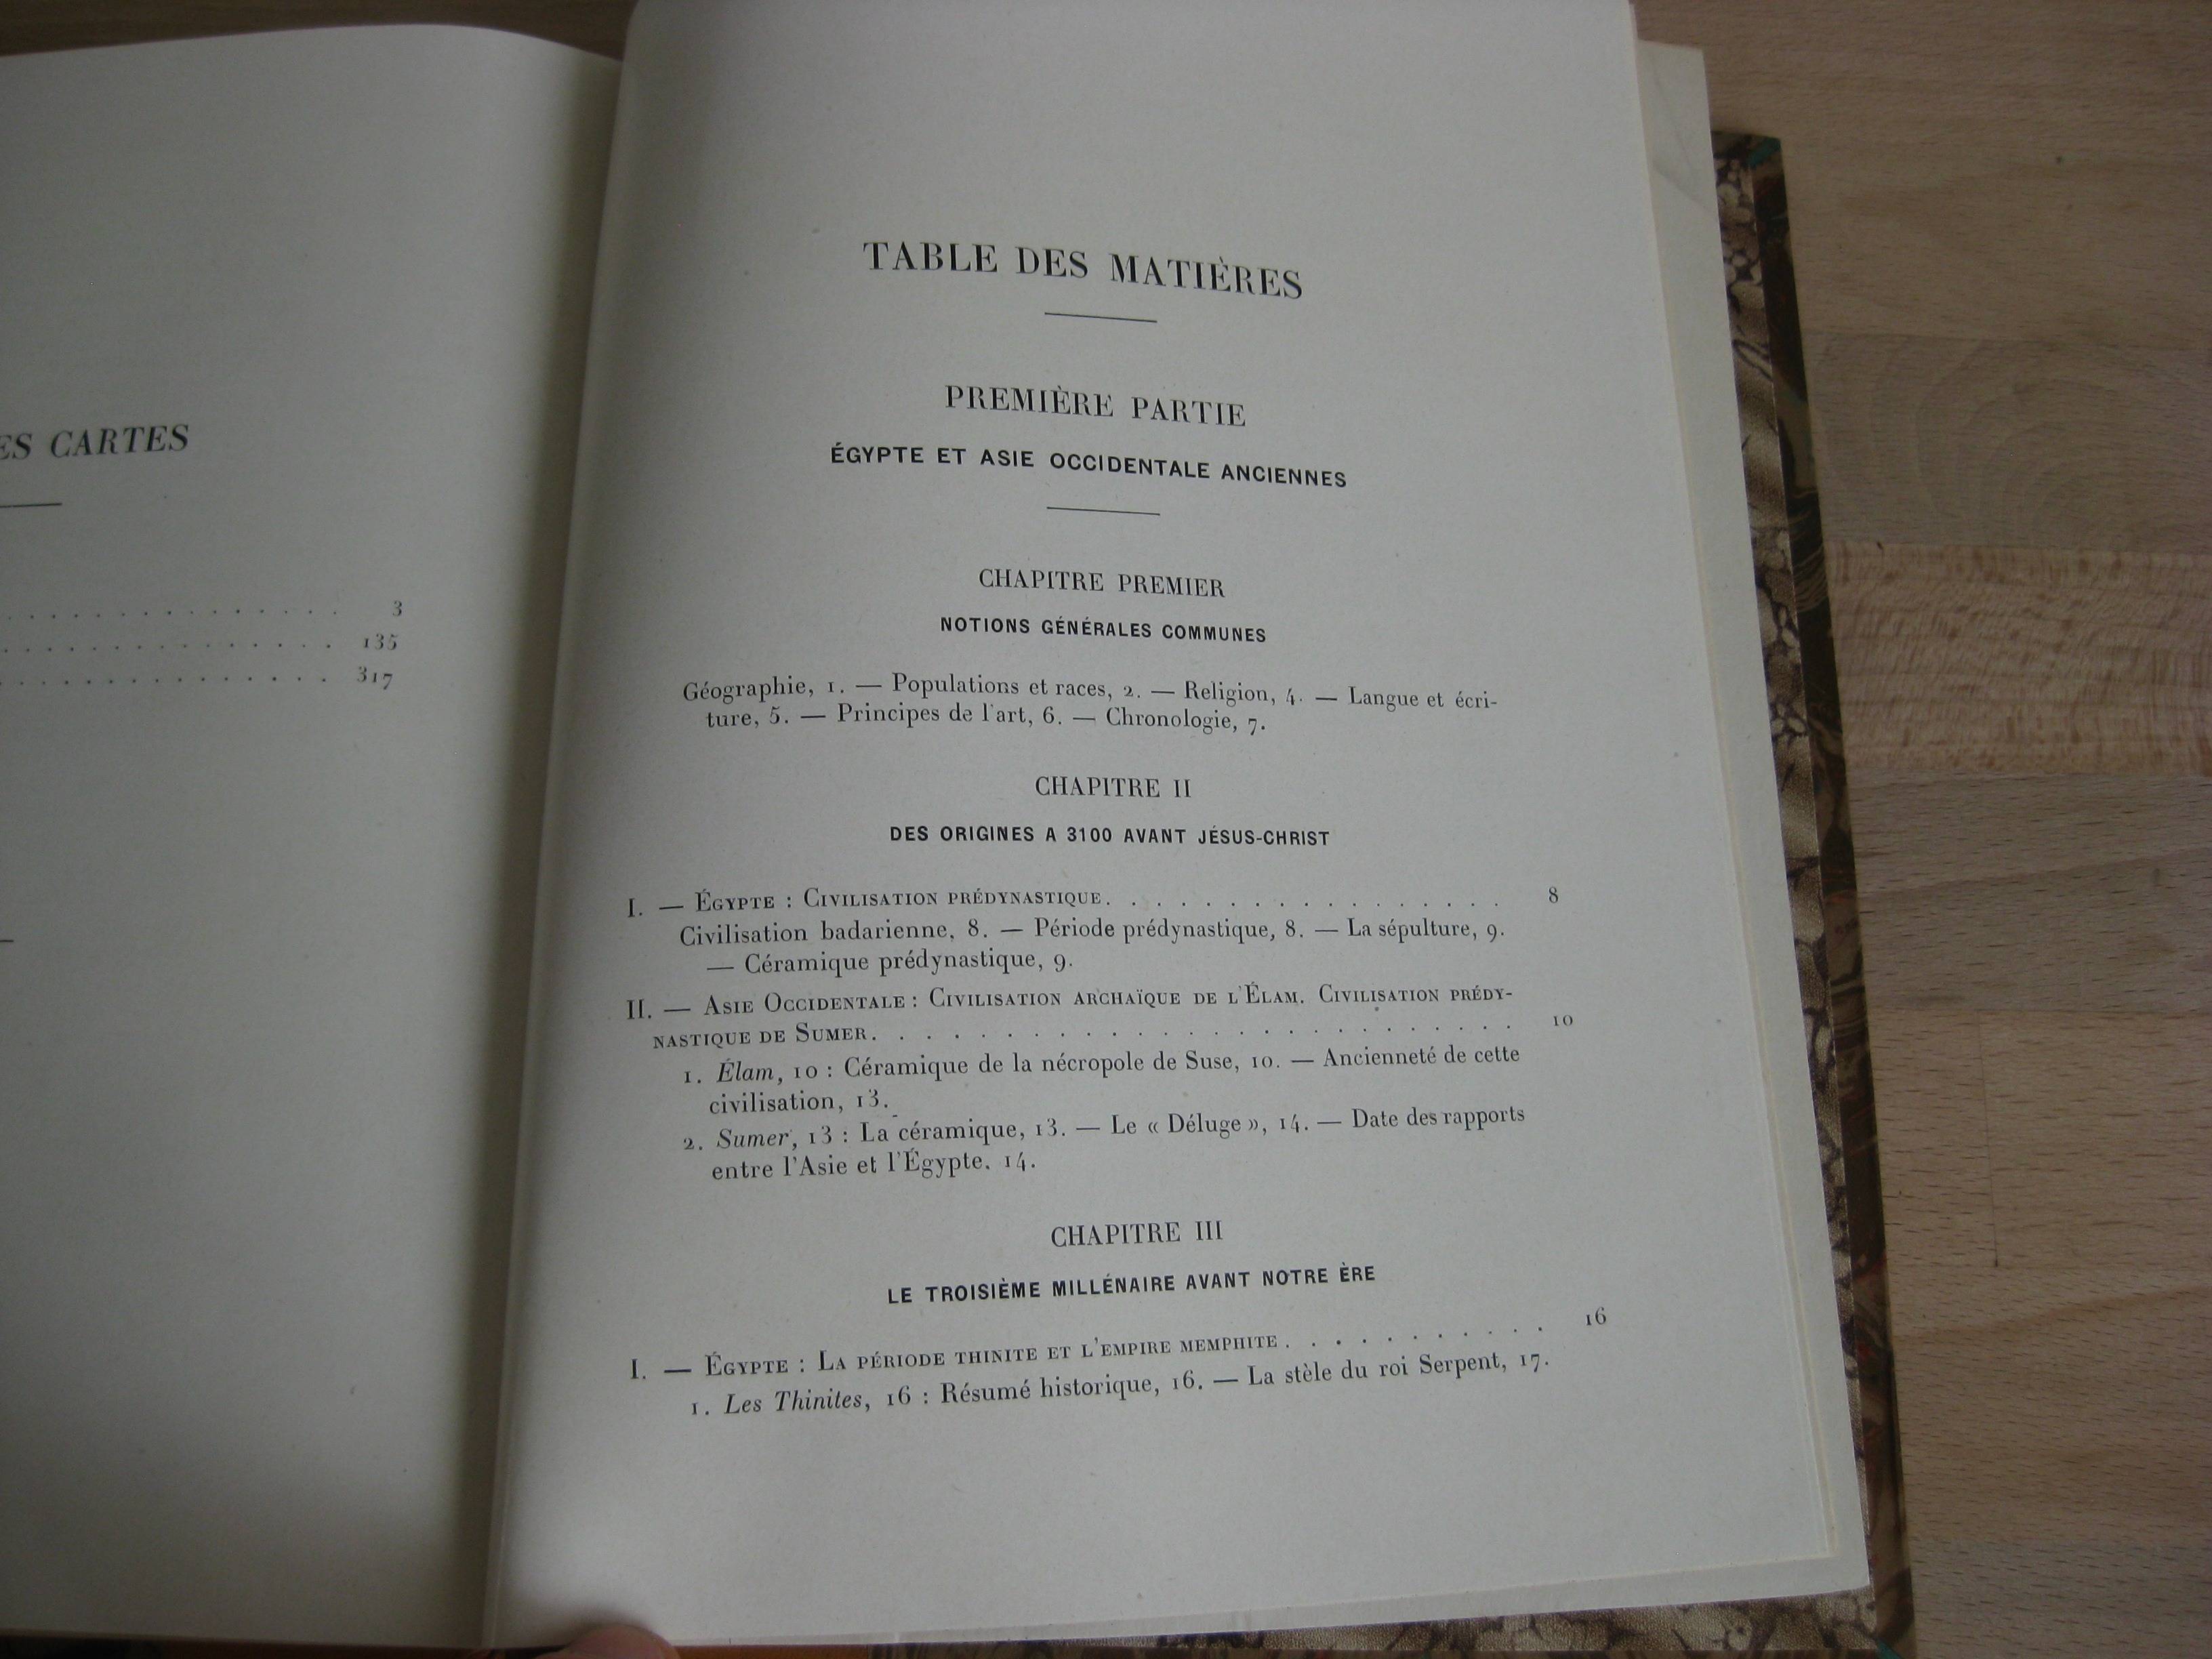 CARTES
3
135
317
TABLE DES MATIÈRES
PREMIÈRE PARTIE
ÉGYPTE ET ASIE OCCIDENTALE ANCIENNES
CHAPITRE PREMIER
NOTIONS GÉNÉRALES COMMUNES
Géographie, 1. — Populations et races, 2. — Religion, 4. — Langue et écri-
ture, 5. — Principes de l'art, 6. — Chronologie, 7.
CHAPITRE II
DES ORIGINES A 3100 AVANT JÉSUS-CHRIST
I. — ÉGYPTE : CIVILISATION PRÉDYNASTIQUE. . . . . . . . . . . . . . . . 8
Civilisation badarienne, 8. — Période prédynastique, 8. — La sépulture, 9.
— Céramique prédynastique, 9.
II. — ASIE OCCIDENTALE : CIVILISATION ARCHAÏQUE DE L'ÉLAM. CIVILISATION PRÉDY-
NASTIQUE DE SUMER. . . . . . . . . . . . . . . . . . . . . . . . 10
1. Élam, 10 : Céramique de la nécropole de Suse, 10. — Ancienneté de cette
civilisation, 13.
2. Sumer, 13 : La céramique, 13. — Le « Déluge », 14. — Date des rapports
entre l'Asie et l'Égypte. 14.
CHAPITRE III
LE TROISIÈME MILLÉNAIRE AVANT NOTRE ÈRE
I. — ÉGYPTE : LA PÉRIODE THINITE ET L'EMPIRE MEMPHITE . . . . . . . . . . . 16
1. Les Thinites, 16 : Résumé historique, 16. — La stèle du roi Serpent, 17.